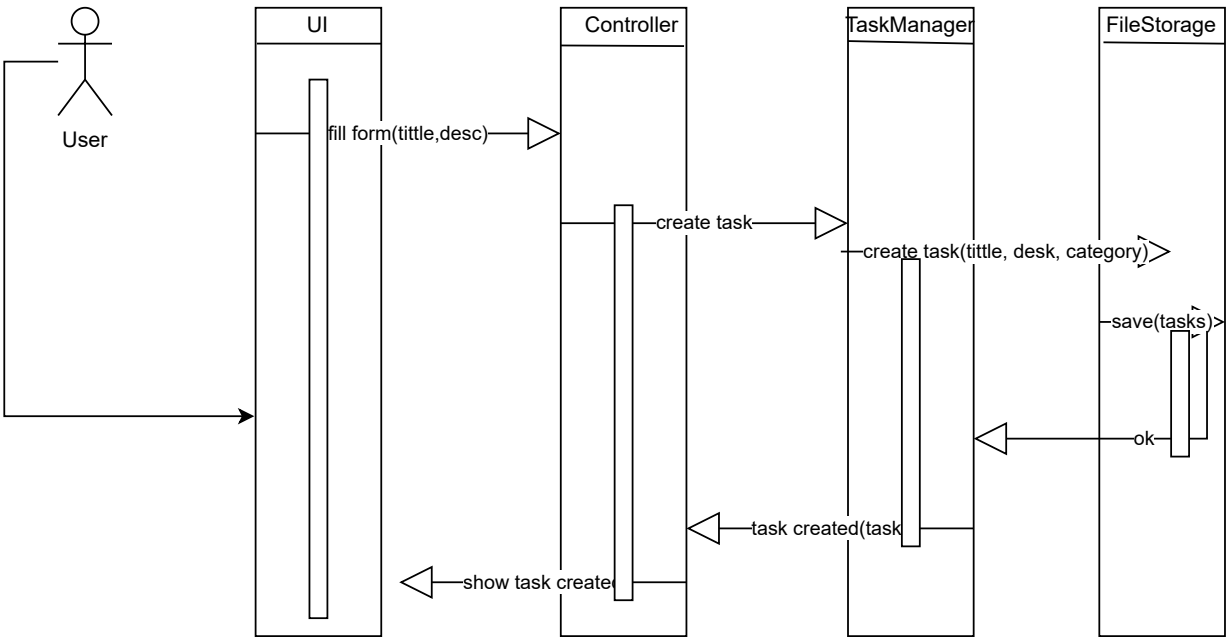 UI
Controller
TaskManager
FileStorage
User
fill form(tittle,desc)
create task
create task(tittle, desk, category)
save(tasks)>
ok
task created(task
show task created